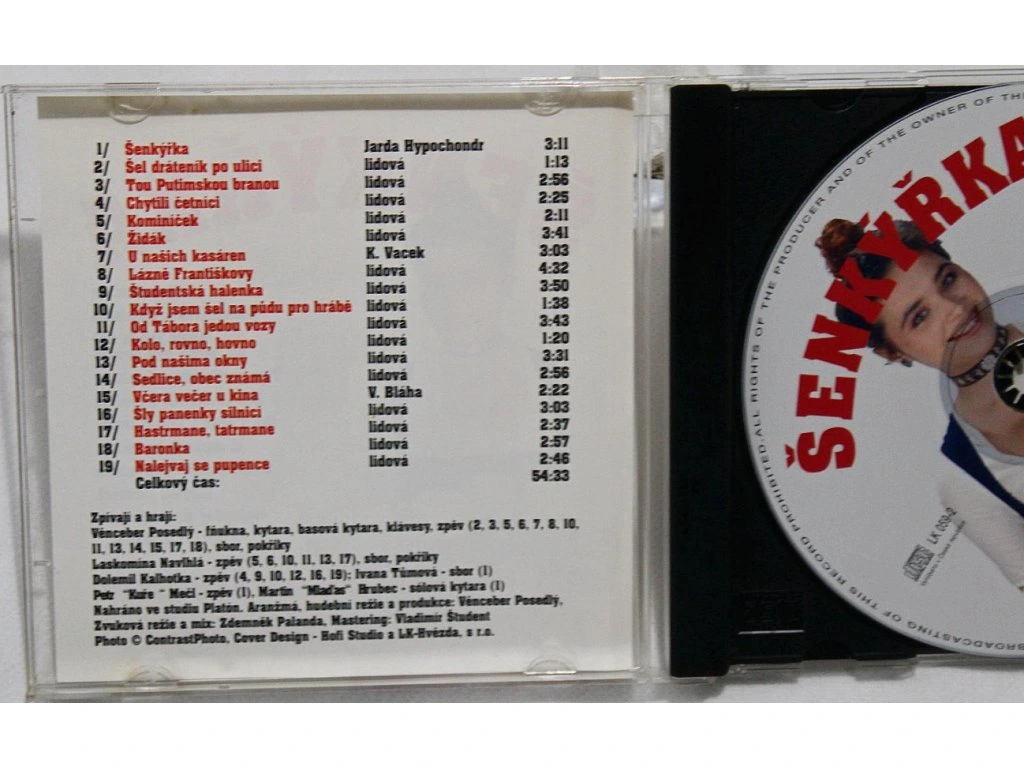 1/ Šenkýřka Jarda Hypochondr 3:11
2/ Šel dráteník po ulici lidová 1:13
3/ Tou Putimskou branou lidová 2:56
4/ Chytili četníci lidová 2:25
5/ Kominíček lidová 2:11
6/ Židák lidová 3:41
7/ U našich kasáren K. Vacek 3:03
8/ Lázně Františkovy lidová 4:32
9/ Študentská halenka lidová 3:50
10/ Když jsem šel na půdu pro hrábě lidová 1:38
11/ Od Tábora jedou vozy lidová 3:43
12/ Kolo, rovno, hovno lidová 1:20
13/ Pod našima okny lidová 3:31
14/ Sedlice, obec známá lidová 2:56
15/ Včera večer u kina V. Bláha 2:22
16/ Šly panenky silnicí lidová 3:03
17/ Hastrmane, tatrmane lidová 2:37
18/ Baronka lidová 2:57
19/ Nalejvaj se pupence lidová 2:46
Celkový čas: 54:33
Zpívají a hrají:
Vénceber Posedlý - fňukna, kytara, basová kytara, klávesy, zpěv (2, 3, 5, 6, 7, 8, 10,
11, 13, 14, 15, 17, 18), sbor, pokřiky
Laskomina Navlhlá - zpěv (5, 6, 10, 11, 13, 17), sbor, pokřiky
Dolemil Kalhotka - zpěv (4, 9, 10, 12, 16, 19); Ivana Tůmová - sbor (1)
Petr "Kuře" Mečl - zpěv (1), Martin "Mlaďas" Hrubec - sólová kytara (1)
Nahráno ve studiu Platón. Aranžmá, hudební režie a produkce: Vénceber Posedlý,
Zvuková režie a mix: Zdemněk Palanda, Mastering: Vladimír Študent
Photo © ContrastPhoto, Cover Design - Hofi Studio a LK-Hvězda, s r.o.
ŠENKÝŘKA
BROADCASTING OF THIS RECORD PROHIBITED. ALL RIGHTS OF THE PRODUCER AND OF THE OWNER OF THE
LK 059-2